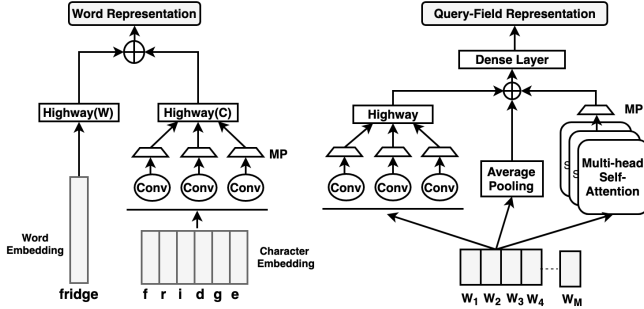 Word Representation
Highway(W)
Highway(C)
MP
Conv
Conv
Conv
Word
Embedding
Character
Embedding
fridge
f r i d g e
Query-Field Representation
Dense Layer
Highway
MP
Conv
Conv
Conv
Average
Pooling
S
S
Multi-head
Self-
Attention
W1 W2 W3 W4 WM